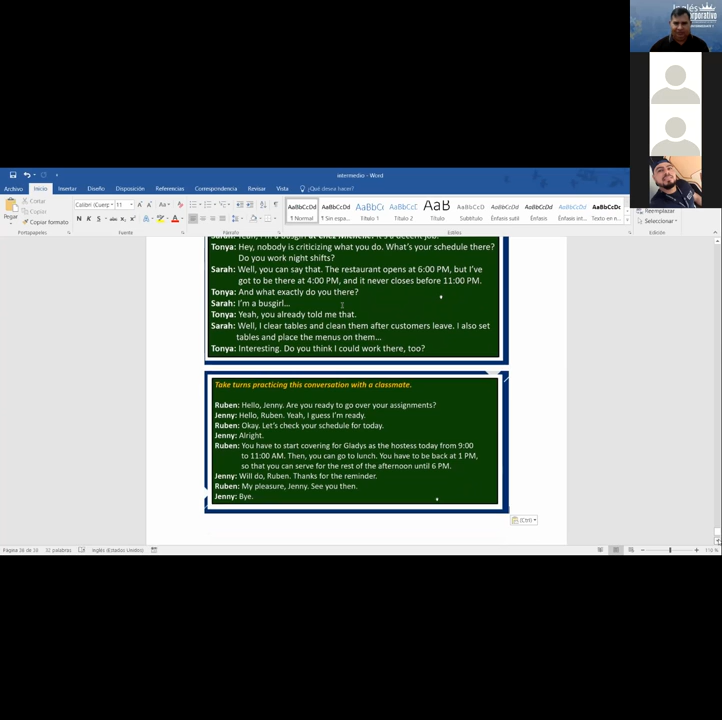 Inglés
corporativo
INTERMEDIATE
intermedio - Word
Archivo Inicio Insertar Diseño Disposición Referencias Correspondencia Revisar Vista ¿Qué desea hacer?
Pegar
Cortar
Copiar
Copiar formato
Portapapeles
Calibri (Cuerp 11
Aa
N K S abc x₂ x²
Fuente
Párrafo
AaBbCcDd AaBbCcDd AaBbCc AaBbCcC AaB AaBbCcD AaBbCcDd AaBbCcDd AaBbCcDd AaBbCcDc
¶ Normal ¶ Sin espa... Título 1 Título 2 Título Subtítulo Énfasis sutil Énfasis Énfasis int... Texto en n...
Estilos
Reemplazar
Seleccionar
Edición
Tonya: Hey, nobody is criticizing what you do. What's your schedule there?
Do you work night shifts?
Sarah: Well, you can say that. The restaurant opens at 6:00 PM, but I've
got to be there at 4:00 PM, and it never closes before 11:00 PM.
Tonya: And what exactly do you there?
Sarah: I'm a busgirl...
Tonya: Yeah, you already told me that.
Sarah: Well, I clear tables and clean them after customers leave. I also set
tables and place the menus on them...
Tonya: Interesting. Do you think I could work there, too?
Take turns practicing this conversation with a classmate.
Ruben: Hello, Jenny. Are you ready to go over your assignments?
Jenny: Hello, Ruben. Yeah, I guess I'm ready.
Ruben: Okay. Let's check your schedule for today.
Jenny: Alright.
Ruben: You have to start covering for Gladys as the hostess today from 9:00
to 11:00 AM. Then, you can go to lunch. You have to be back at 1 PM,
so that you can serve for the rest of the afternoon until 6 PM.
Jenny: Will do, Ruben. Thanks for the reminder.
Ruben: My pleasure, Jenny. See you then.
Jenny: Bye.
(Ctrl)
Inglés (Estados Unidos)
110 %